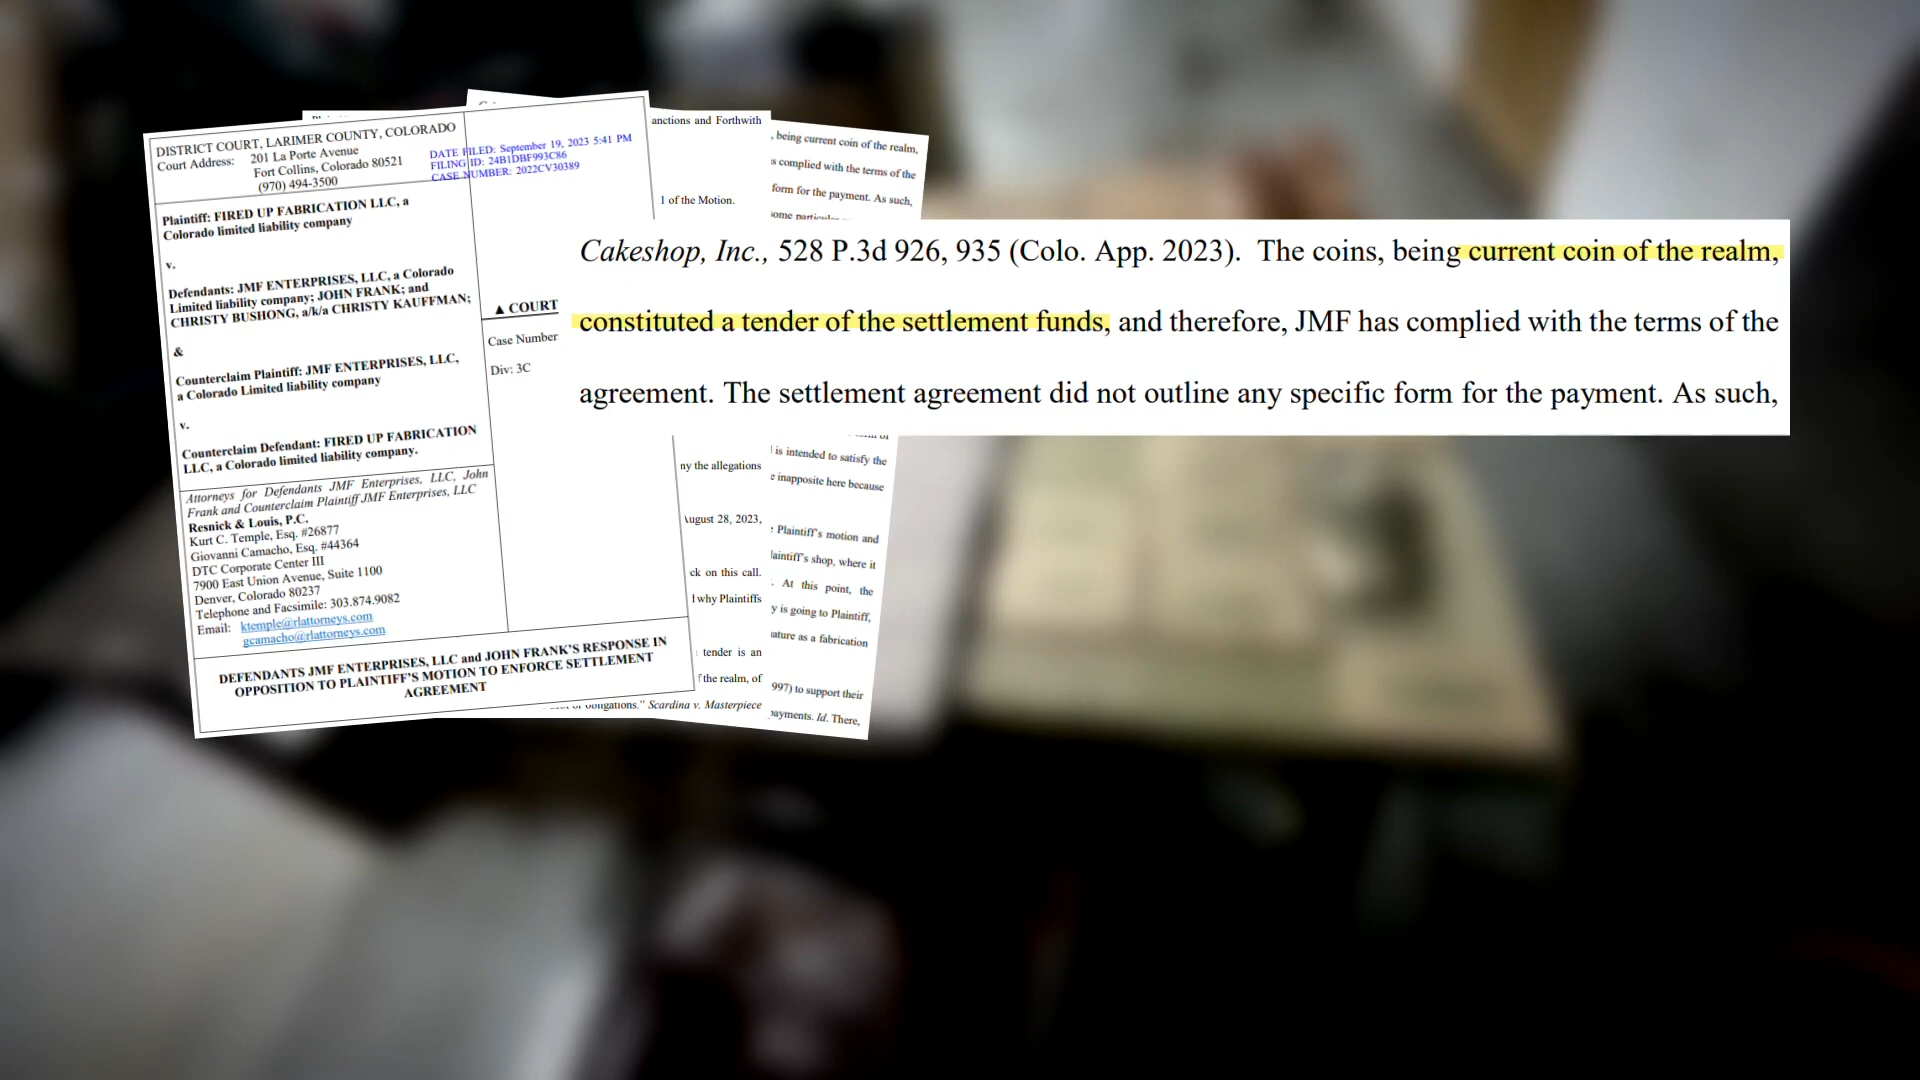 DISTRICT COURT, LARIMER COUNTY, COLORADO
Court Address: 201 La Porte Avenue
Fort Collins, Colorado 80521
(970) 494-3500
DATE FILED: September 19, 2023 5:41 PM
FILING ID: 24B1DBF993C86
CASE NUMBER: 2022CV30389
Plaintiff: FIRED UP FABRICATION LLC, a
Colorado limited liability company
v.
Defendants: JMF ENTERPRISES, LLC, a Colorado
Limited liability company; JOHN FRANK; and
CHRISTY BUSHONG, a/k/a CHRISTY KAUFFMAN;
&
Counterclaim Plaintiff: JMF ENTERPRISES, LLC,
a Colorado Limited liability company
v.
Counterclaim Defendant: FIRED UP FABRICATION
LLC, a Colorado limited liability company.
▲ COURT
Case Number
Div: 3C
Attorneys for Defendants JMF Enterprises, LLC, John
Frank and Counterclaim Plaintiff JMF Enterprises, LLC
Resnick & Louis, P.C.
Kurt C. Temple, Esq. #26877
Giovanni Camacho, Esq. #44364
DTC Corporate Center III
7900 East Union Avenue, Suite 1100
Denver, Colorado 80237
Telephone and Facsimile: 303.874.9082
Email: ktemple@rlattorneys.com
gcamacho@rlattorneys.com
DEFENDANTS JMF ENTERPRISES, LLC and JOHN FRANK'S RESPONSE IN
OPPOSITION TO PLAINTIFF'S MOTION TO ENFORCE SETTLEMENT
AGREEMENT
Cakeshop, Inc., 528 P.3d 926, 935 (Colo. App. 2023). The coins, being current coin of the realm,
constituted a tender of the settlement funds, and therefore, JMF has complied with the terms of the
agreement. The settlement agreement did not outline any specific form for the payment. As such,
anctions and Forthwith
1 of the Motion.
ny the allegations
August 28, 2023,
ck on this call.
why Plaintiffs
tender is an
f the realm, of
obligations." Scardina v. Masterpiece
, being current coin of the realm,
s complied with the terms of the
form for the payment. As such,
some
is intended to satisfy the
e inapposite here because
Plaintiff's motion and
laintiff's shop, where it
. At this point, the
y is going to Plaintiff,
nature as a fabrication
997) to support their
payments. Id. There,